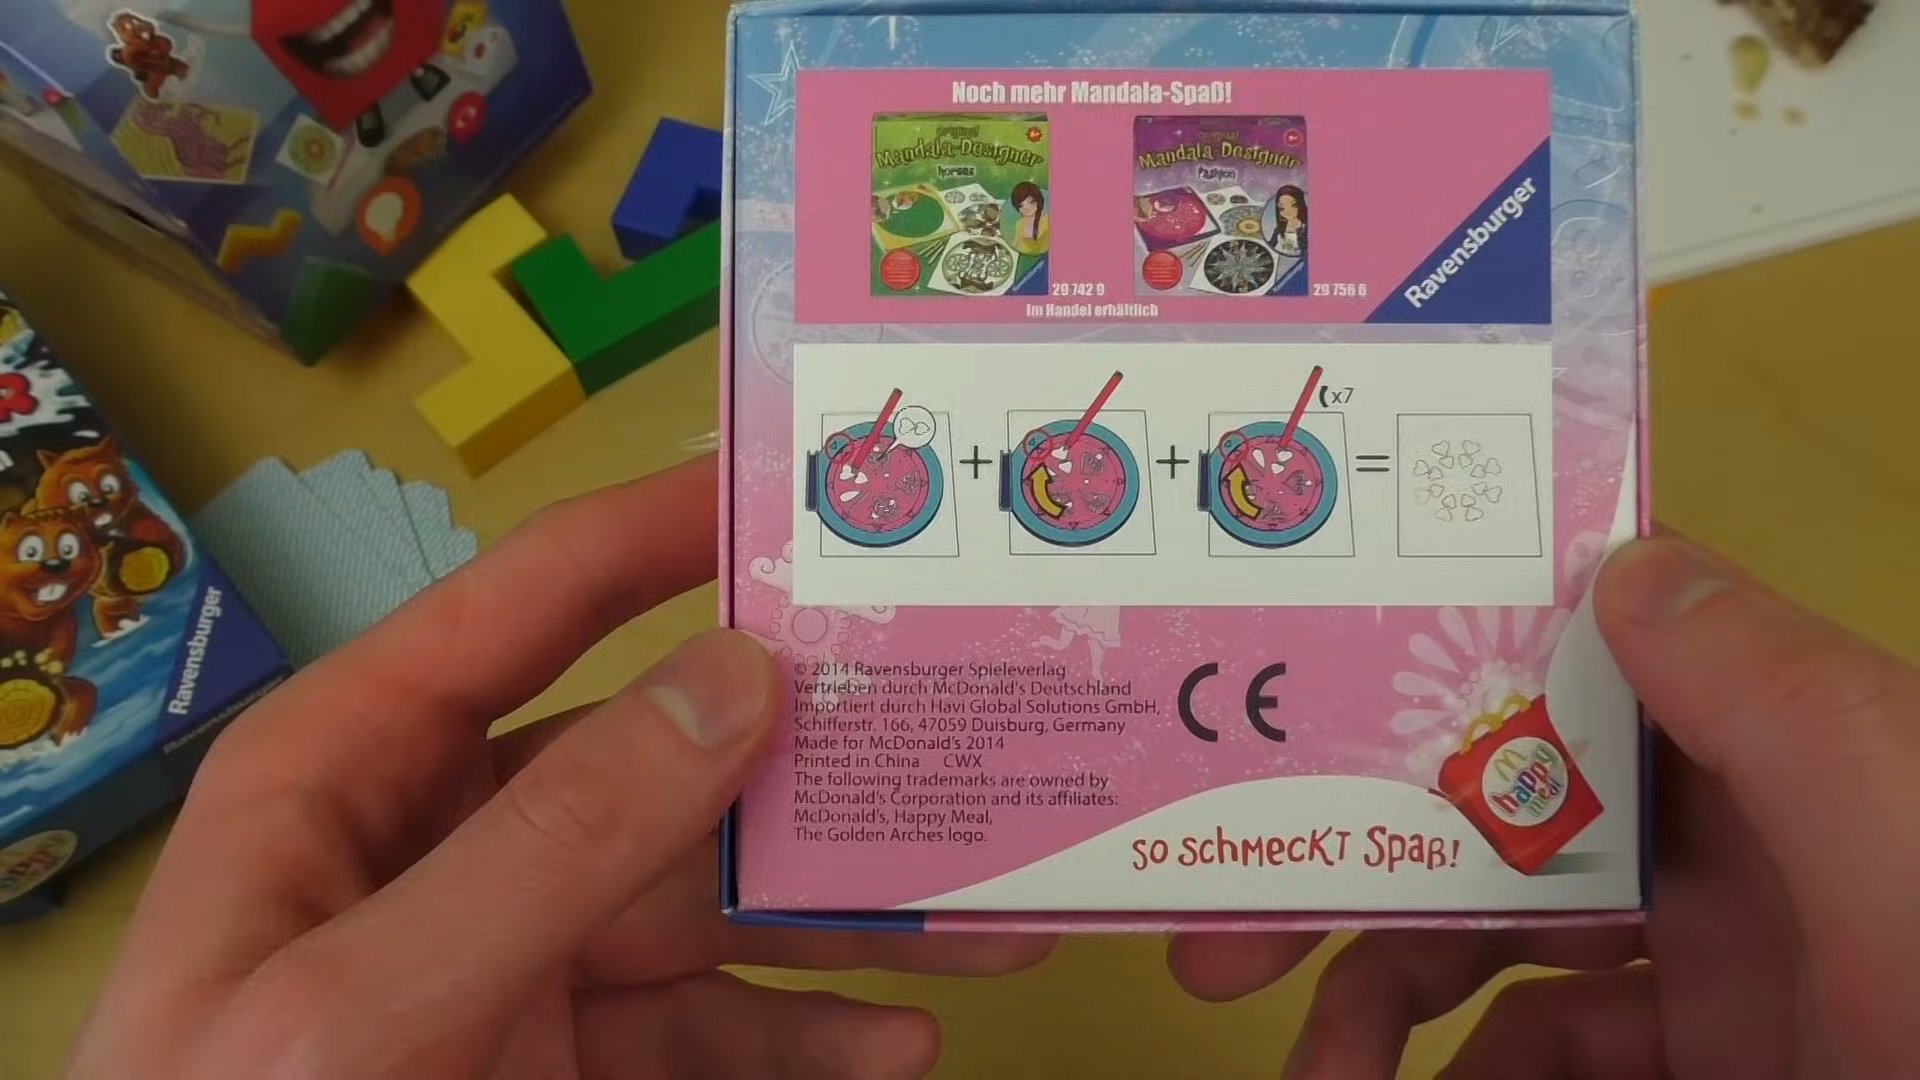 Noch mehr Mandala-Spaß!
original
Mandala-Designer
horses
original
Mandala-Designer
fashion
29 742 0
29 756 6
Im Handel erhältlich
Ravensburger
(x7
+ + =
© 2014 Ravensburger Spieleverlag
Vertrieben durch McDonald's Deutschland
Importiert durch Havi Global Solutions GmbH,
Schifferstr. 166, 47059 Duisburg, Germany
Made for McDonald's 2014
Printed in China CWX
The following trademarks are owned by
McDonald's Corporation and its affiliates:
McDonald's, Happy Meal,
The Golden Arches logo.
CE
happy
meal
so schmeckt Spaß!
Ravensburger